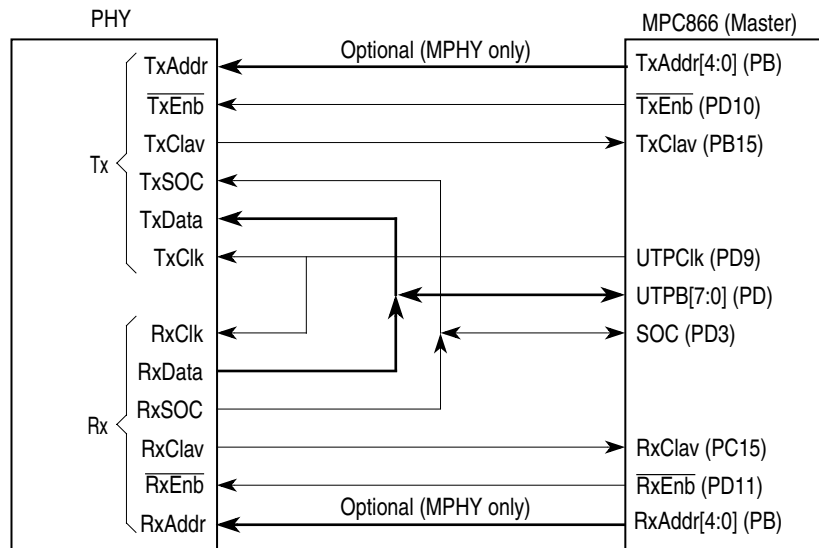 PHY
MPC866 (Master)
Optional (MPHY only)
TxAddr
TxAddr[4:0] (PB)
TxEnb
TxEnb (PD10)
TxClav
TxClav (PB15)
Tx
TxSOC
TxData
TxClk
UTPClk (PD9)
UTPB[7:0] (PD)
RxClk
SOC (PD3)
RxData
RxSOC
Rx
RxClav
RxClav (PC15)
RxEnb
RxEnb (PD11)
Optional (MPHY only)
RxAddr
RxAddr[4:0] (PB)